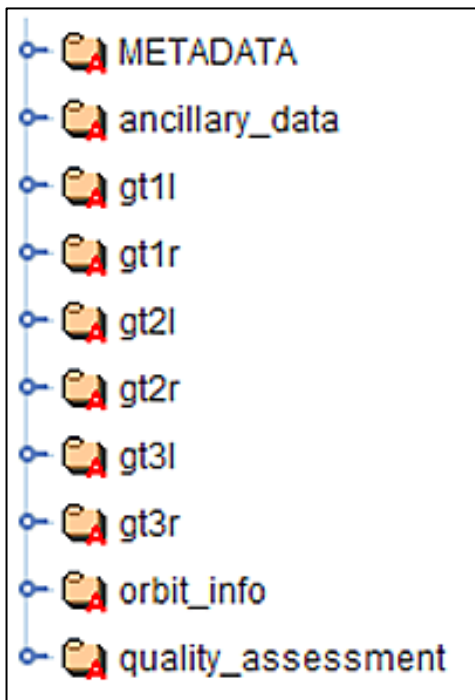 METADATA
ancillary_data
gt1l
gt1r
gt2l
gt2r
gt3l
gt3r
orbit_info
quality_assessment